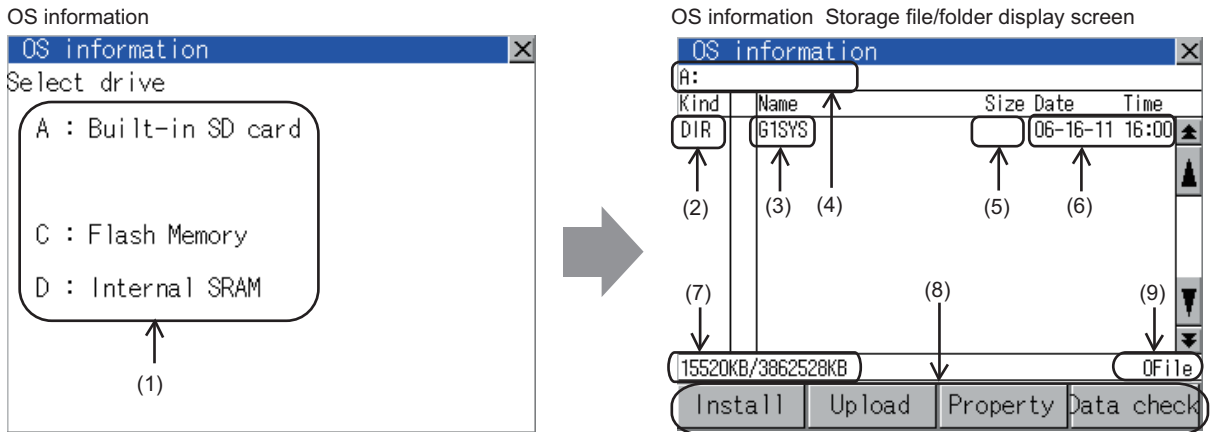 OS information
OS information
Select drive
A : Built-in SD card
C : Flash Memory
D : Internal SRAM
(1)
OS information Storage file/folder display screen
OS information
A:
Kind Name Size Date Time
DIR G1SYS 06-16-11 16:00
(2) (3) (4) (5) (6)
(7) (8) (9)
15520KB/3862528KB 0File
Install Upload Property Data check